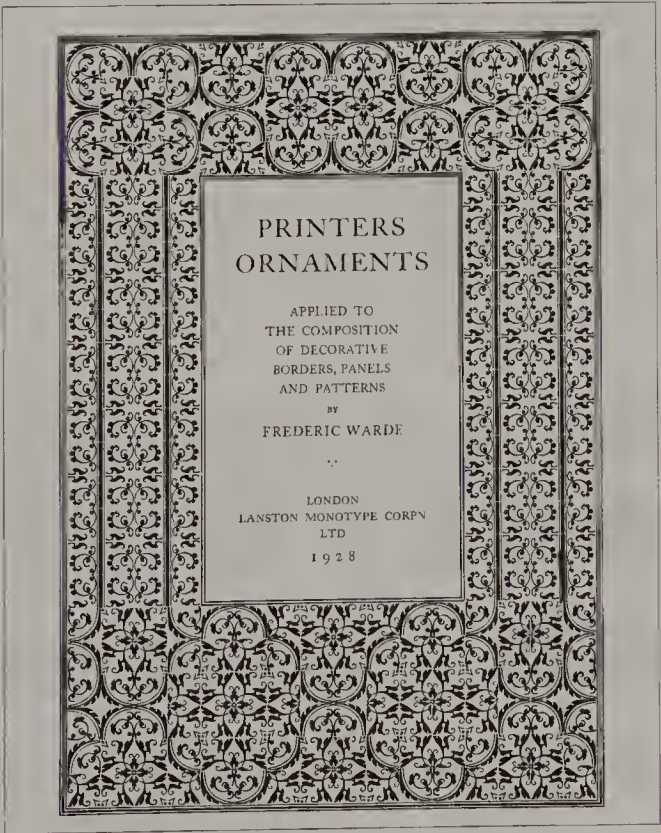 PRINTERS
ORNAMENTS
APPLIED TO
THE COMPOSITION
OF DECORATIVE
BORDERS, PANELS
AND PATTERNS
BY
FREDERIC WARDE
LONDON
LANSTON MONOTYPE CORPN
LTD
1928